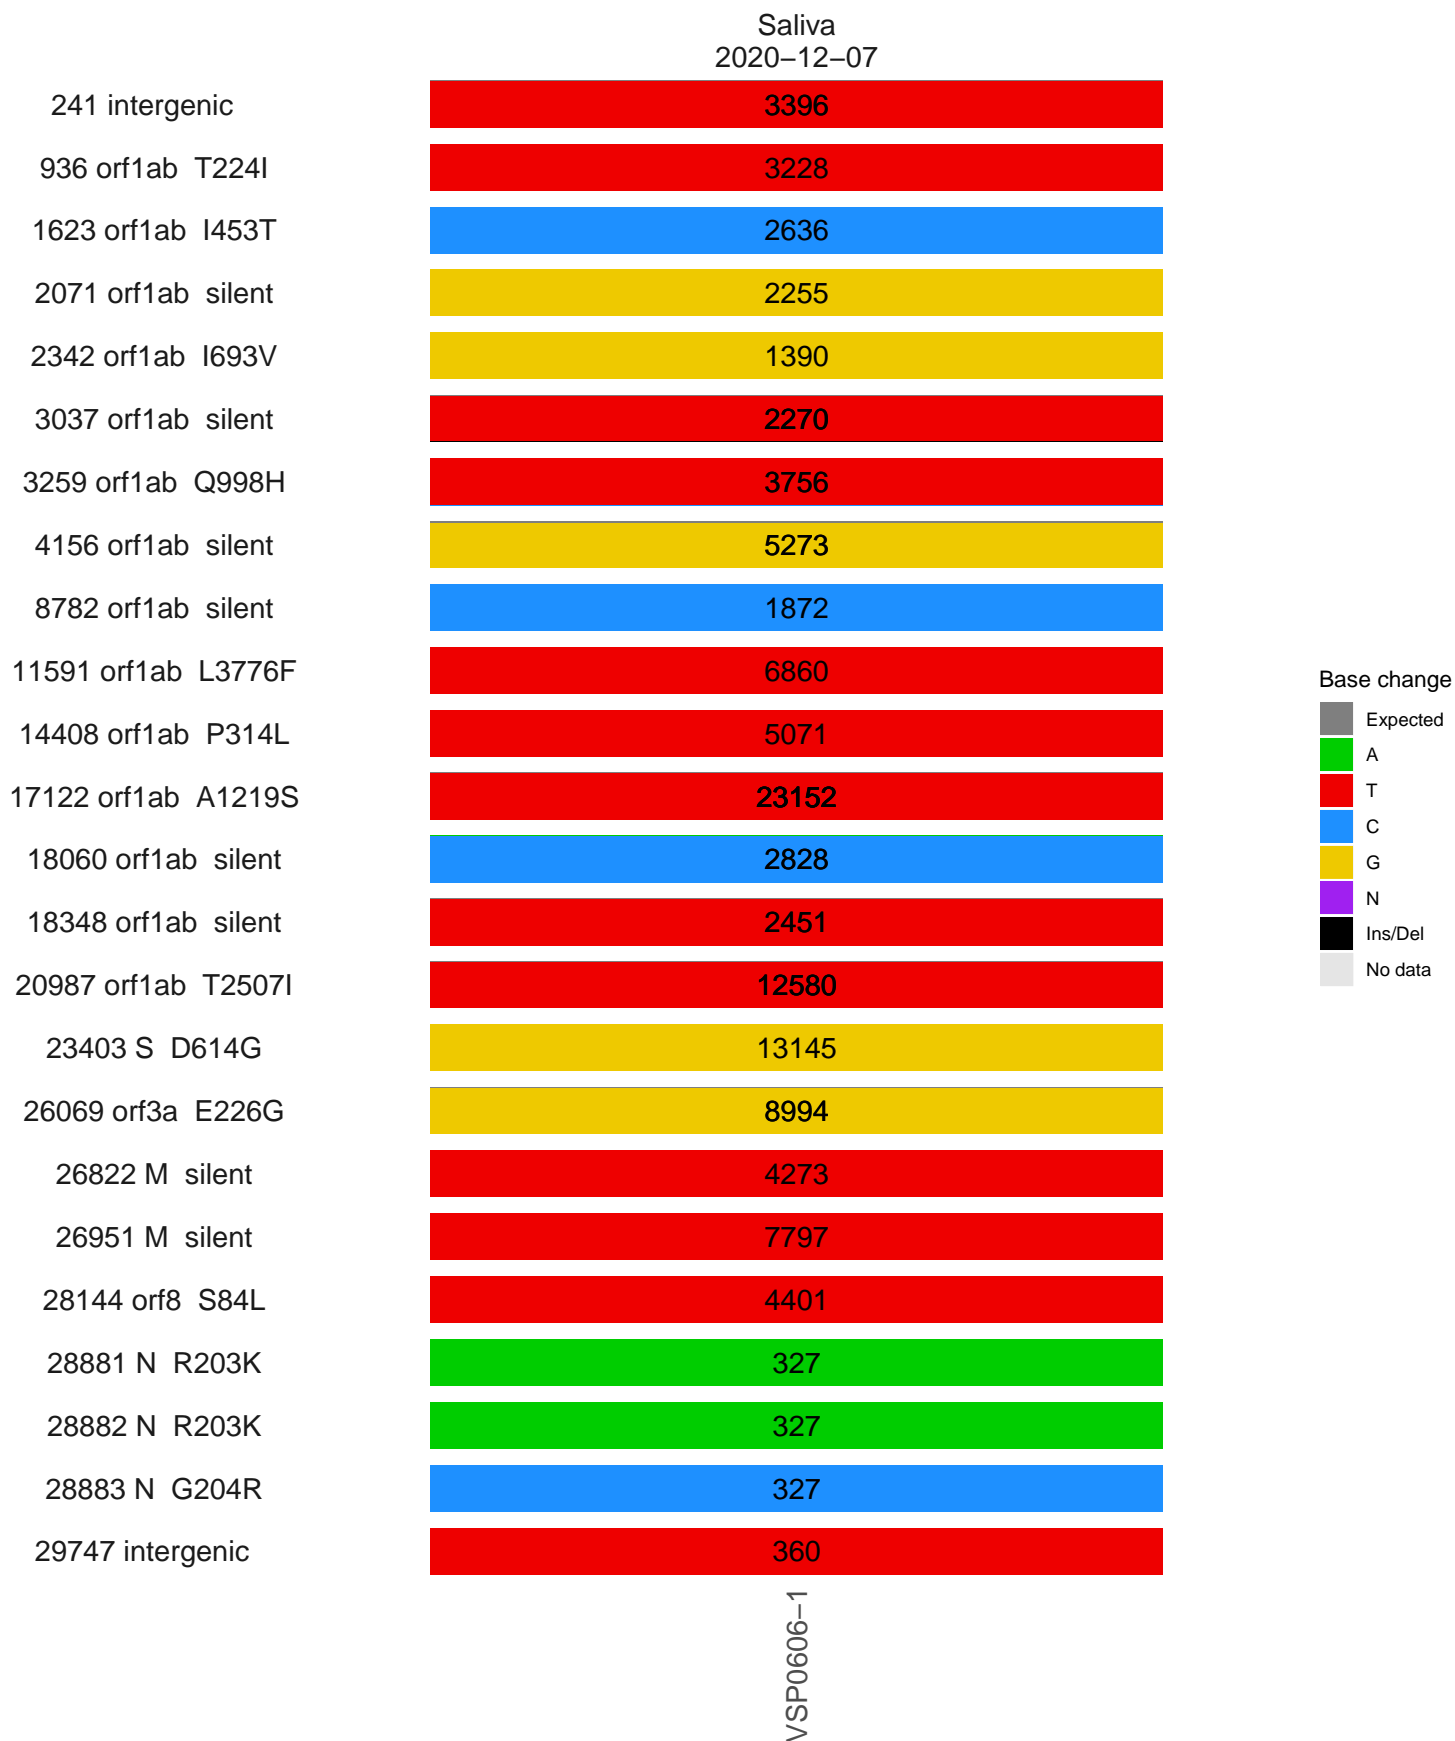 Saliva
2020−12−07
241 intergenic 3396
936 orf1ab T224I 3228
1623 orf1ab I453T 2636
2071 orf1ab silent 2255
2342 orf1ab I693V 1390
3037 orf1ab silent 2270
3259 orf1ab Q998H 3756
4156 orf1ab silent 5273
8782 orf1ab silent 1872
11591 orf1ab L3776F 6860
14408 orf1ab P314L 5071
17122 orf1ab A1219S 23152
18060 orf1ab silent 2828
18348 orf1ab silent 2451
20987 orf1ab T2507I 12580
23403 S D614G 13145
26069 orf3a E226G 8994
26822 M silent 4273
26951 M silent 7797
28144 orf8 S84L 4401
28881 N R203K 327
28882 N R203K 327
28883 N G204R 327
29747 intergenic 360
VSP0606−1
Base change
Expected
A
T
C
G
N
Ins/Del
No data